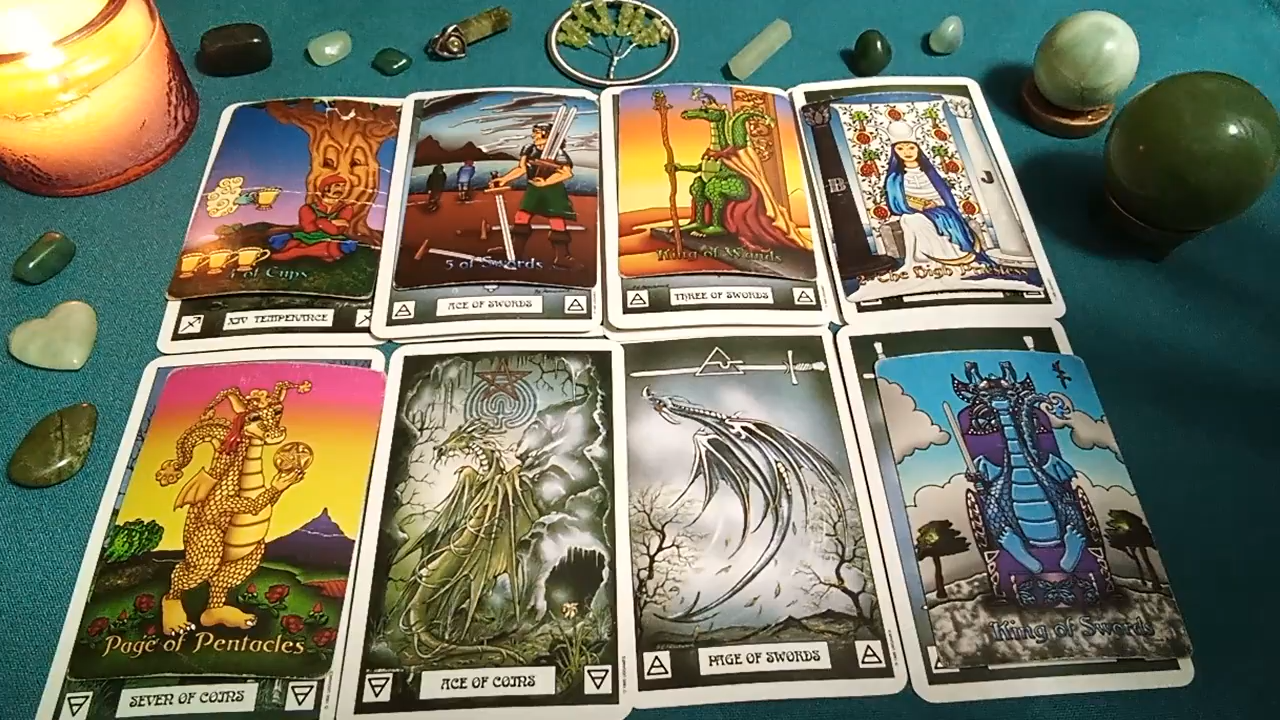 4 of Cups
XIV TEMPERANCE
5 of Swords
ACE OF SWORDS
King of Wands
THREE OF SWORDS
B
J
2 The High Priestess
Page of Pentacles
SEVEN OF COINS
ACE OF COINS
PAGE OF SWORDS
King of Swords